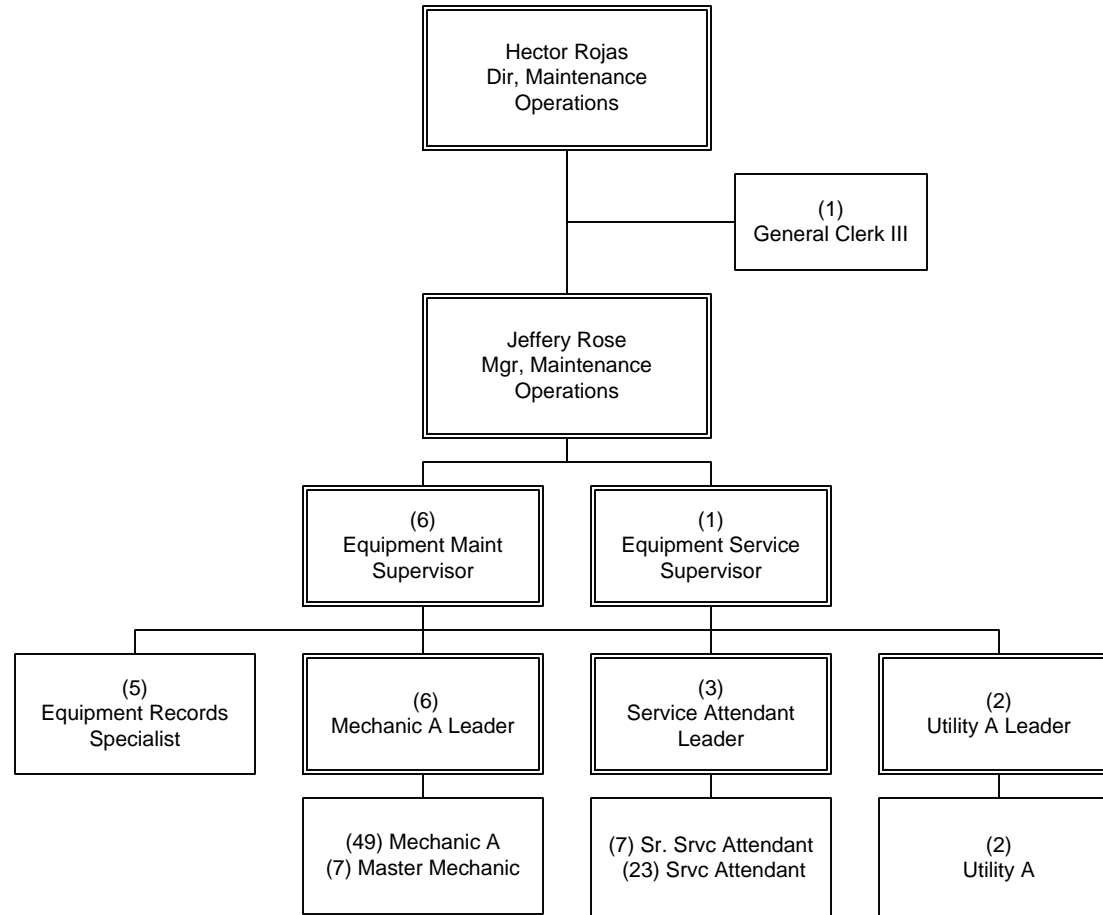 Hector Rojas
Dir, Maintenance
Operations
(1)
General Clerk III
Jeffery Rose
Mgr, Maintenance
Operations
(6)
Equipment Maint
Supervisor
(1)
Equipment Service
Supervisor
(5)
Equipment Records
Specialist
(6)
Mechanic A Leader
(3)
Service Attendant
Leader
(2)
Utility A Leader
(49) Mechanic A
(7) Master Mechanic
(7) Sr. Srvc Attendant
(23) Srvc Attendant
(2)
Utility A